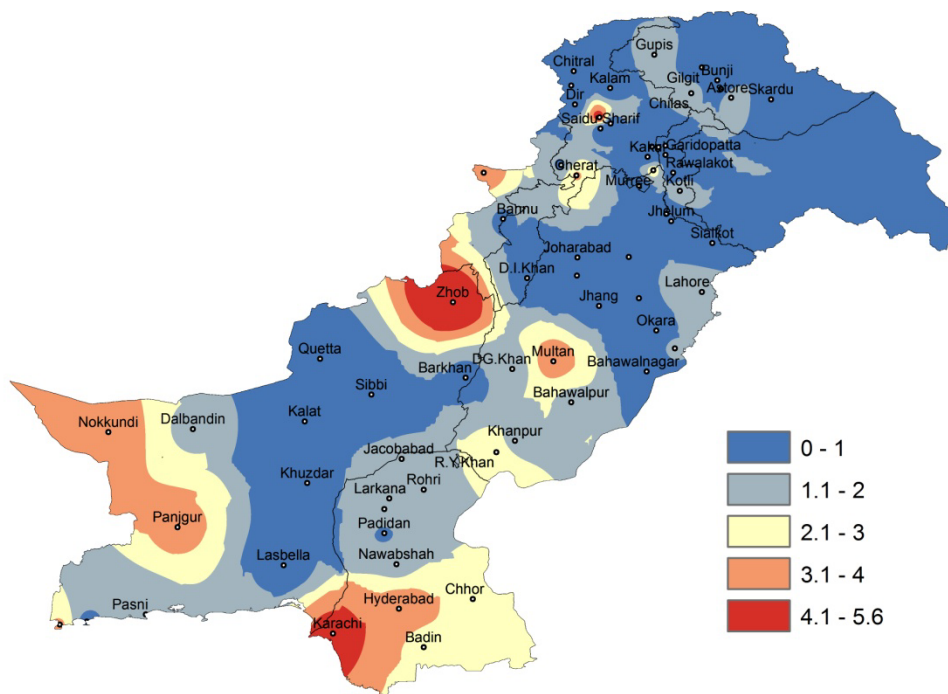 Gupis
Chitral
Bunji
Kalam
Gilgit
Astore
Skardu
Dir
Chilas
Saidu Sharif
Garidopatta
Rawalakot
Cherat
Murree
Kotli
Bannu
Jhelum
Sialkot
Joharabad
D.I.Khan
Lahore
Zhob
Jhang
Okara
Quetta
D.G.Khan
Multan
Barkhan
Bahawalnagar
Sibbi
Bahawalpur
Nokkundi
Dalbandin
Kalat
Khanpur
0 - 1
Jacobabad
R.Y.Khan
Khuzdar
Rohri
1.1 - 2
Larkana
Panjgur
Padidan
2.1 - 3
Lasbella
Nawabshah
3.1 - 4
Pasni
Chhor
Hyderabad
4.1 - 5.6
Karachi
Badin